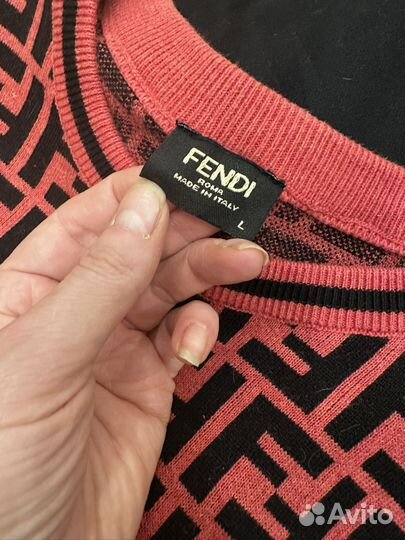 FENDI
ROMA
MADE IN ITALY
L
Avito